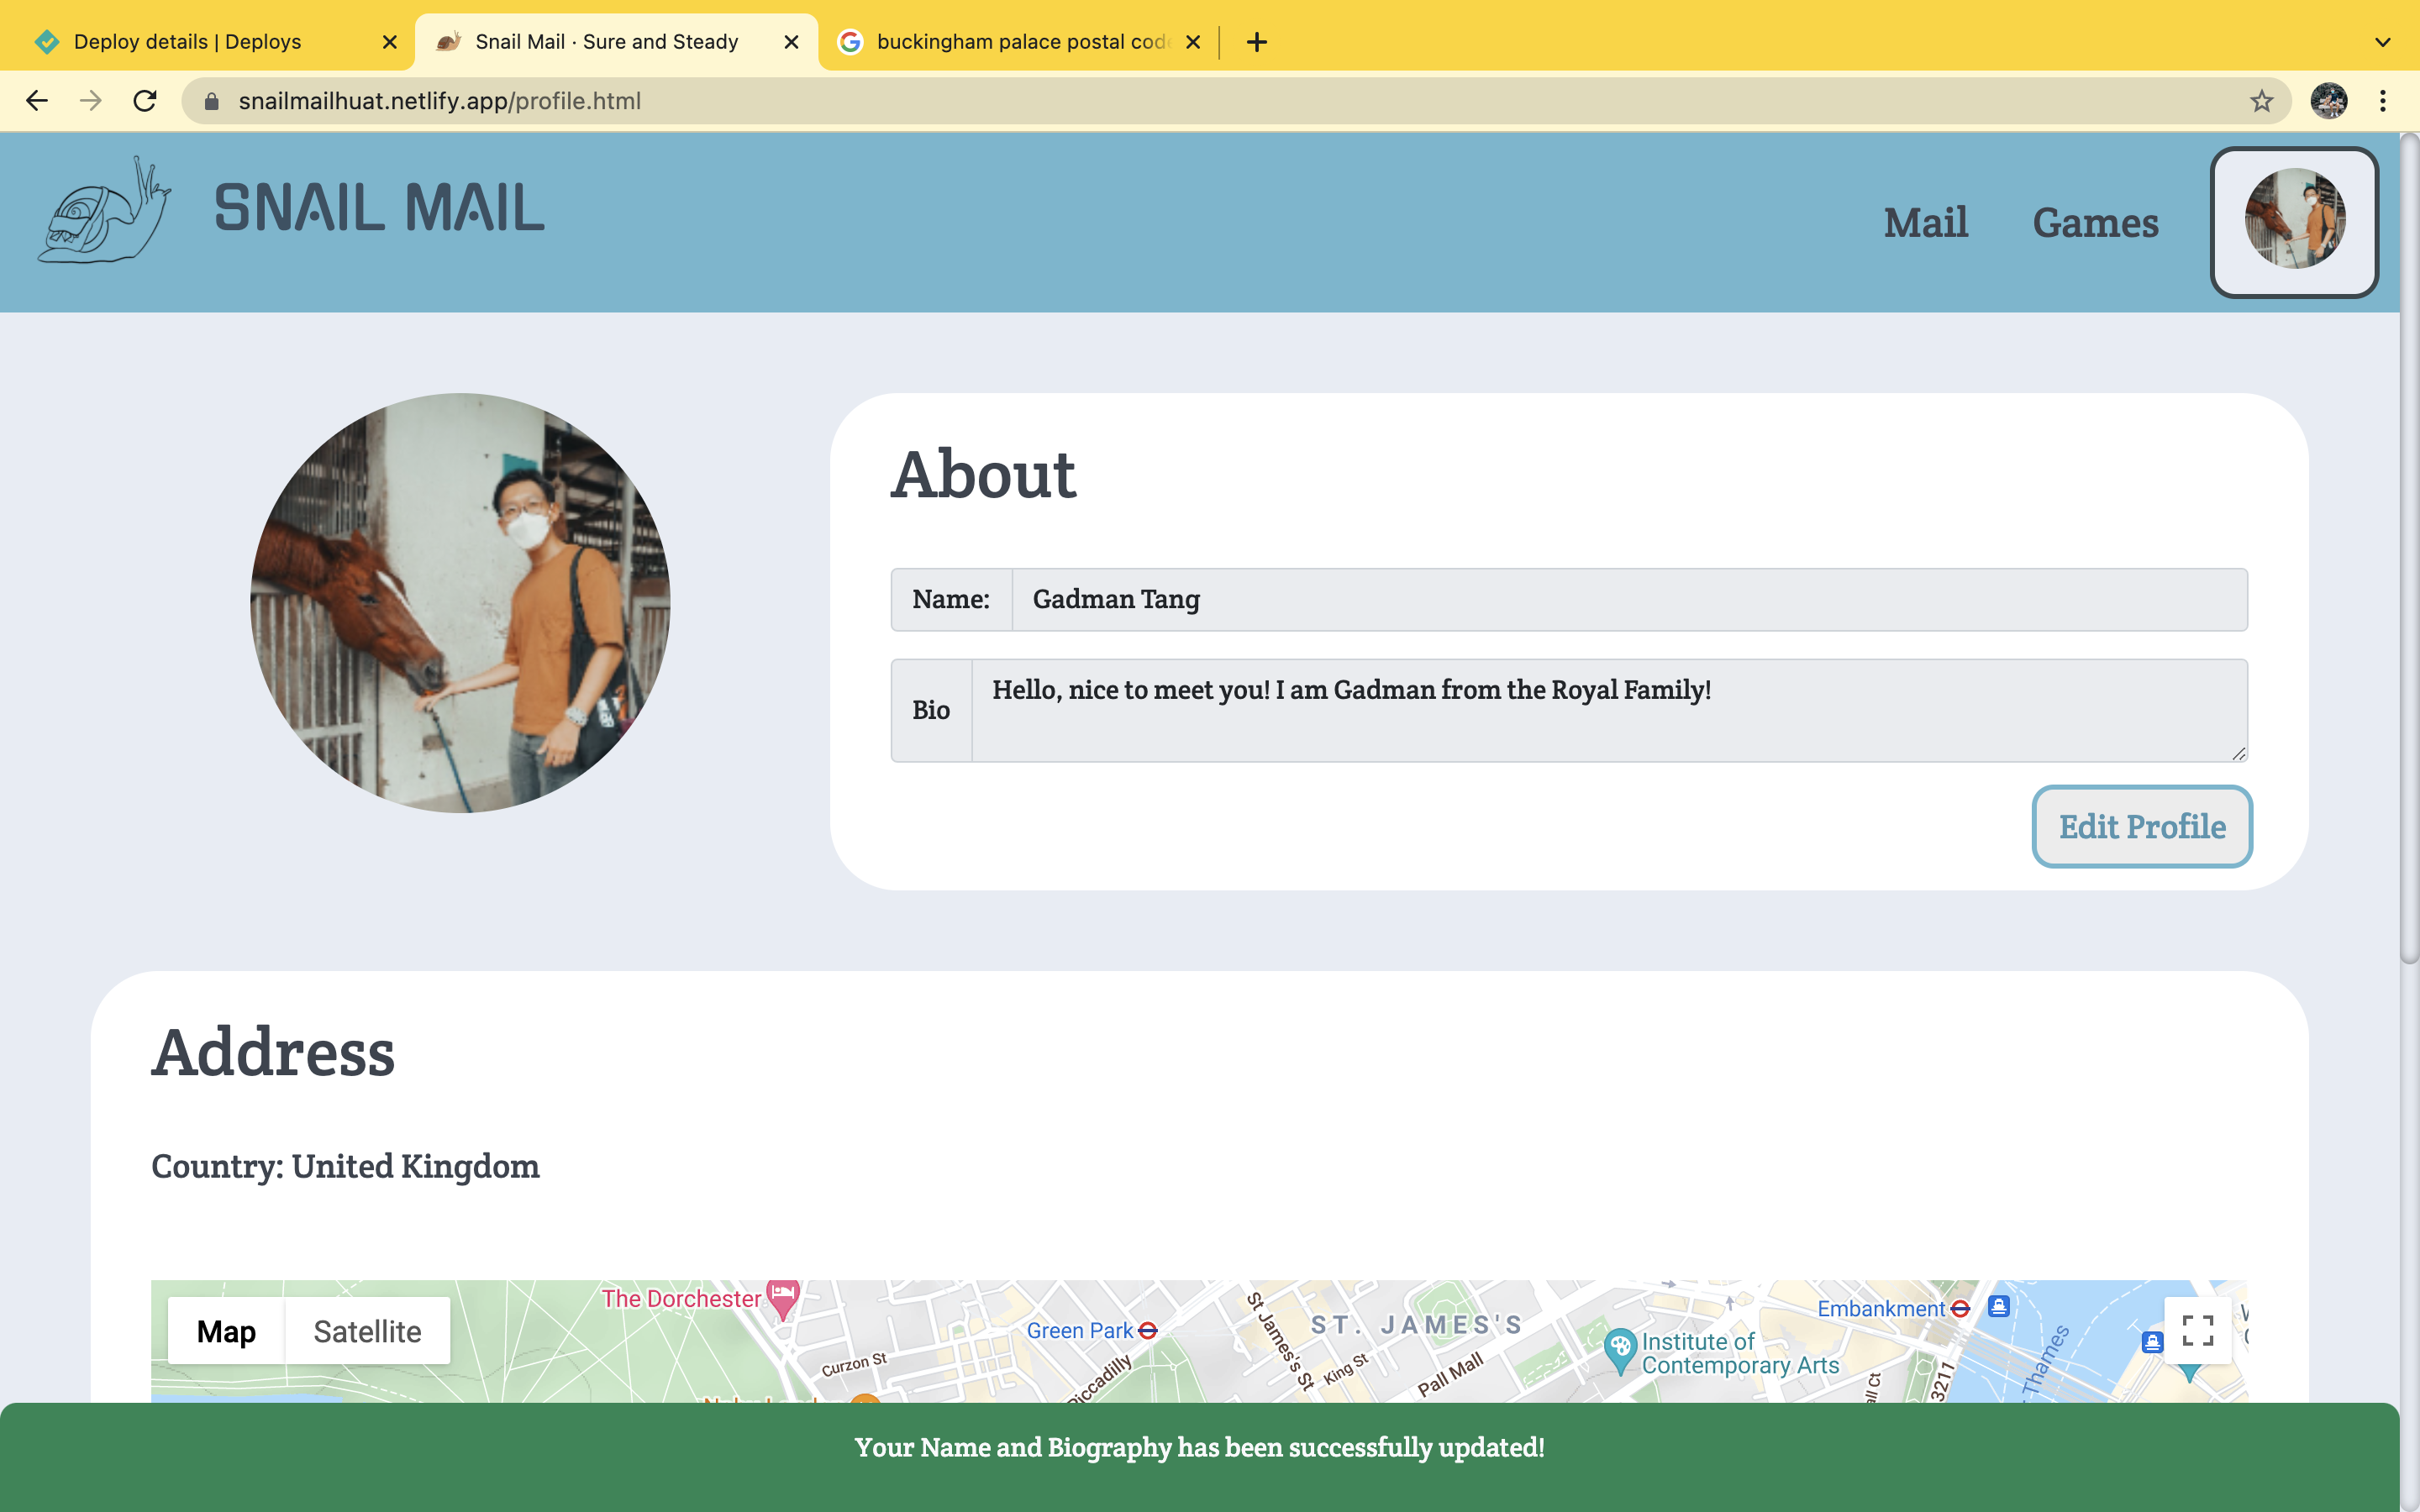 Deploy details | Deploys
Snail Mail · Sure and Steady
buckingham palace postal code
snailmailhuat.netlify.app/profile.html
SNAIL MAIL
Mail
Games
About
Name:
Gadman Tang
Bio
Hello, nice to meet you! I am Gadman from the Royal Family!
Edit Profile
Address
Country: United Kingdom
Map
Satellite
The Dorchester
Green Park
Curzon St
Piccadilly
St James's St
ST. JAMES'S
King St
Pall Mall
Institute of
Contemporary Arts
Embankment
3211
Thames
Your Name and Biography has been successfully updated!